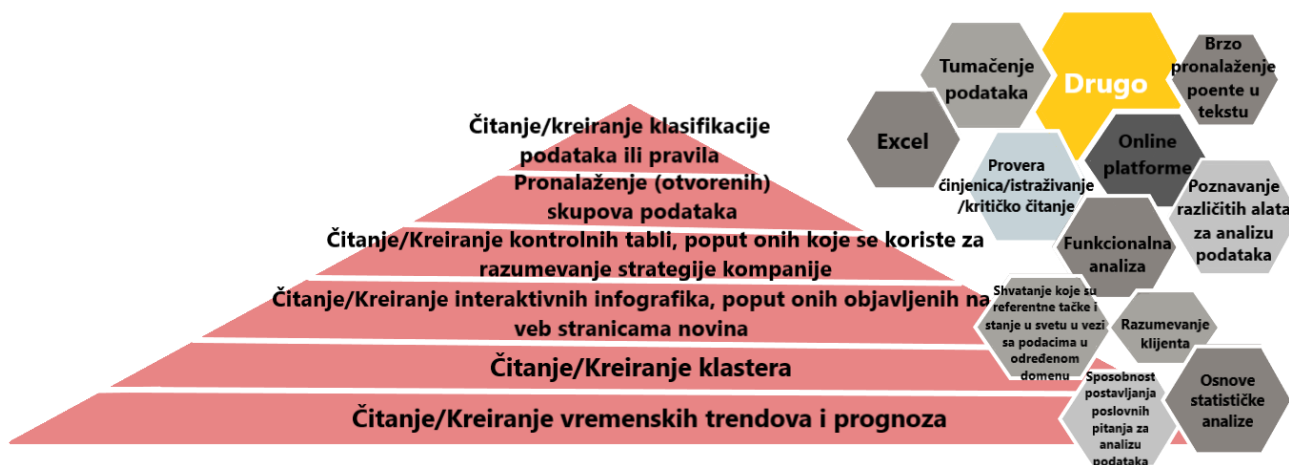 Čitanje/kreiranje klasifikacije
podataka ili pravila
Pronalaženje (otvorenih)
skupova podataka
Čitanje/Kreiranje kontrolnih tabli, poput onih koje se koriste za
razumevanje strategije kompanije
Čitanje/Kreiranje interaktivnih infografika, poput onih objavljenih na
veb stranicama novina
Čitanje/Kreiranje klastera
Čitanje/Kreiranje vremenskih trendova i prognoza
Tumačenje
podataka
Drugo
Brzo
pronalaženje
poente u
tekstu
Excel
Provera
činjenica/istraživanje
/kritičko čitanje
Online
platforme
Poznavanje
različitih alata
za analizu
podataka
Funkcionalna
analiza
Shvatanje koje su
referentne tačke i
stanje u svetu u vezi
sa podacima u
određenom
domenu
Razumevanje
klijenta
Sposobnost
postavljanja
poslovnih
pitanja za
analizu
podataka
Osnove
statističke
analize